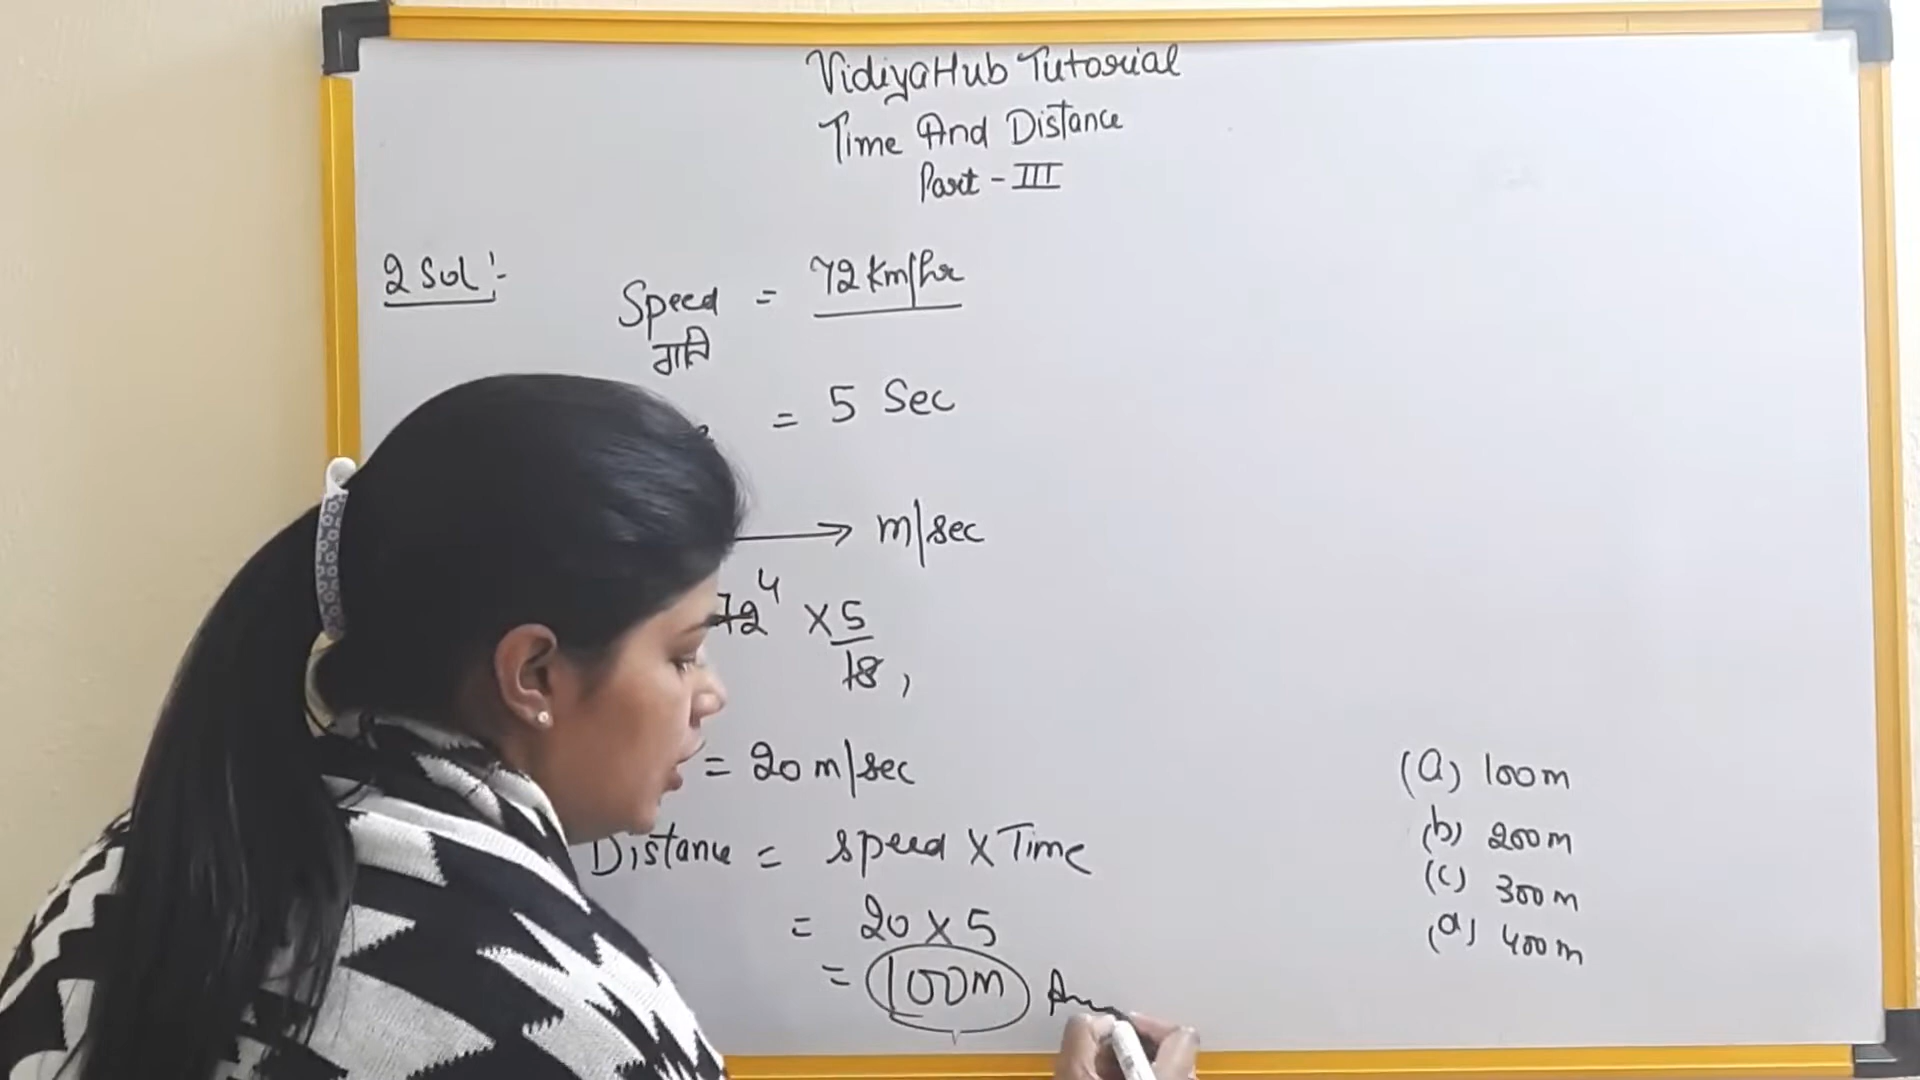 VidiyaHub Tutorial
Time And Distance
Part - III
2 Sol :-
Speed = 72 Km/hr
गति
= 5 Sec
→ m/sec
72 4 × 5
18 ,
= 20 m/sec
Distance = speed × Time
= 20 × 5
= 100m
(a) 100m
(b) 200m
(c) 300m
(d) 400m